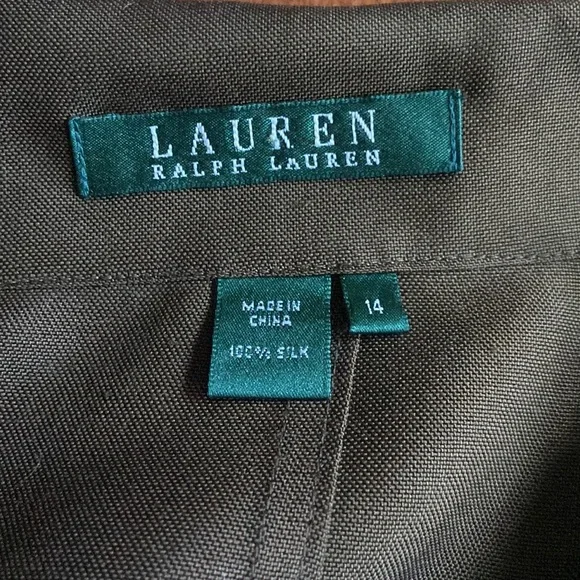 LAUREN
RALPH LAUREN
MADE IN
CHINA
14
100% SILK